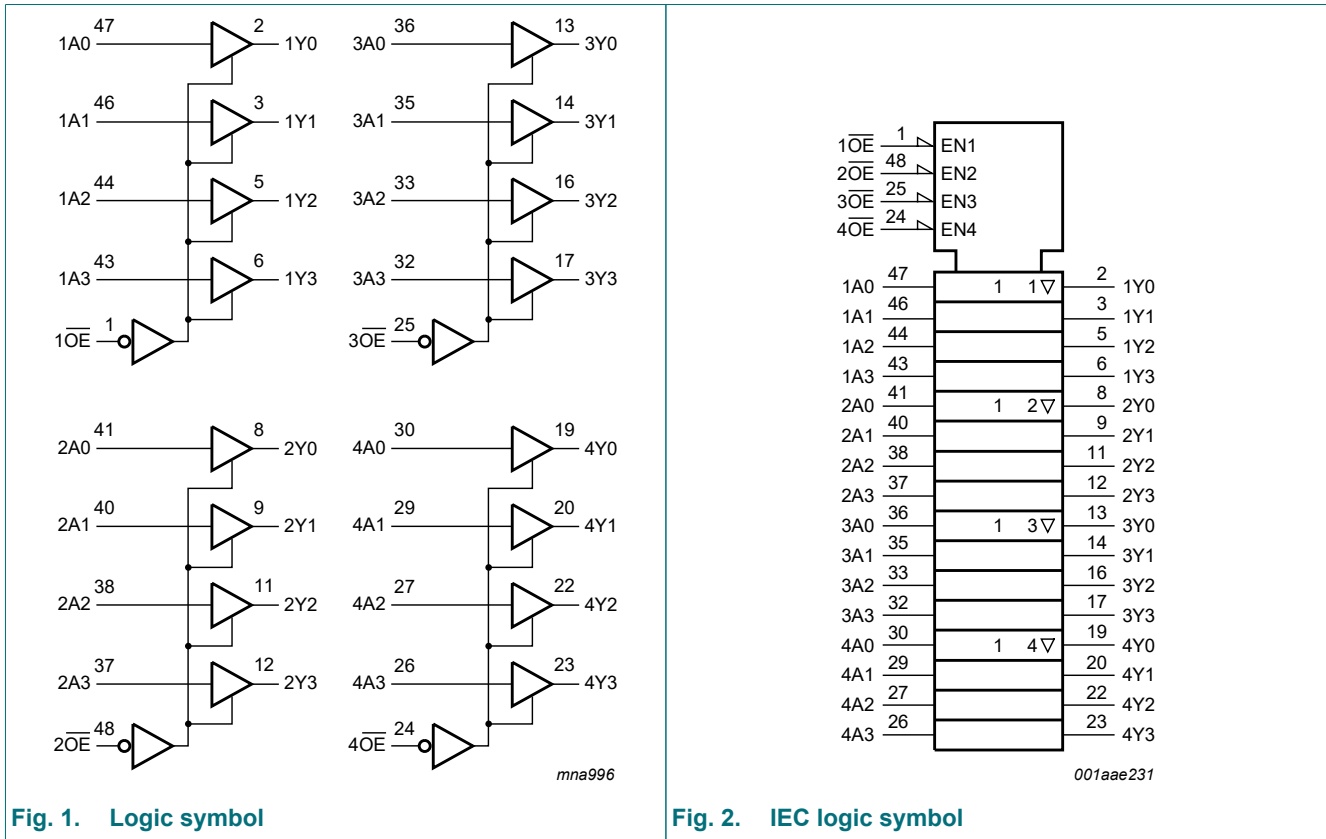 47 2 36 13
1A0 1Y0 3A0 3Y0
46 3 35 14
1A1 1Y1 3A1 3Y1
44 5 33 16
1A2 1Y2 3A2 3Y2
43 6 32 17
1A3 1Y3 3A3 3Y3
1O̅E̅ 1 3O̅E̅ 25
41 8 30 19
2A0 2Y0 4A0 4Y0
40 9 29 20
2A1 2Y1 4A1 4Y1
38 11 27 22
2A2 2Y2 4A2 4Y2
37 12 26 23
2A3 2Y3 4A3 4Y3
2O̅E̅ 48 4O̅E̅ 24
mna996
Fig. 1. Logic symbol
1O̅E̅ 1 EN1
2O̅E̅ 48 EN2
3O̅E̅ 25 EN3
4O̅E̅ 24 EN4
1A0 47 1 1▽ 2 1Y0
1A1 46 3 1Y1
1A2 44 5 1Y2
1A3 43 6 1Y3
2A0 41 1 2▽ 8 2Y0
2A1 40 9 2Y1
2A2 38 11 2Y2
2A3 37 12 2Y3
3A0 36 1 3▽ 13 3Y0
3A1 35 14 3Y1
3A2 33 16 3Y2
3A3 32 17 3Y3
4A0 30 1 4▽ 19 4Y0
4A1 29 20 4Y1
4A2 27 22 4Y2
4A3 26 23 4Y3
001aae231
Fig. 2. IEC logic symbol